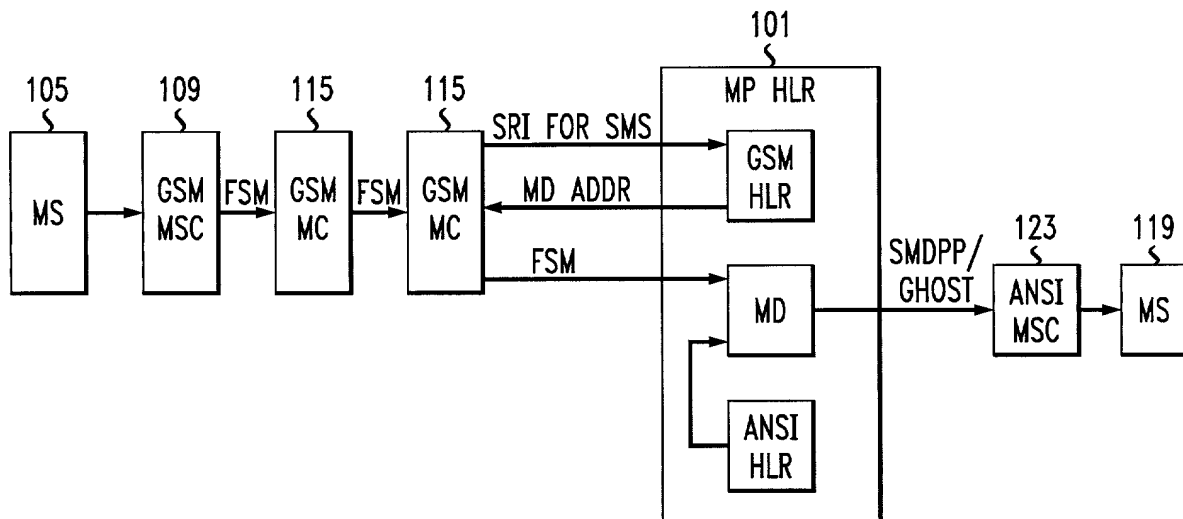 101
MP HLR
105
109
115
115
MS
GSM
MSC
FSM
GSM
MC
FSM
GSM
MC
SRI FOR SMS
MD ADDR
FSM
GSM
HLR
MD
ANSI
HLR
SMDPP/
GHOST
123
ANSI
MSC
119
MS